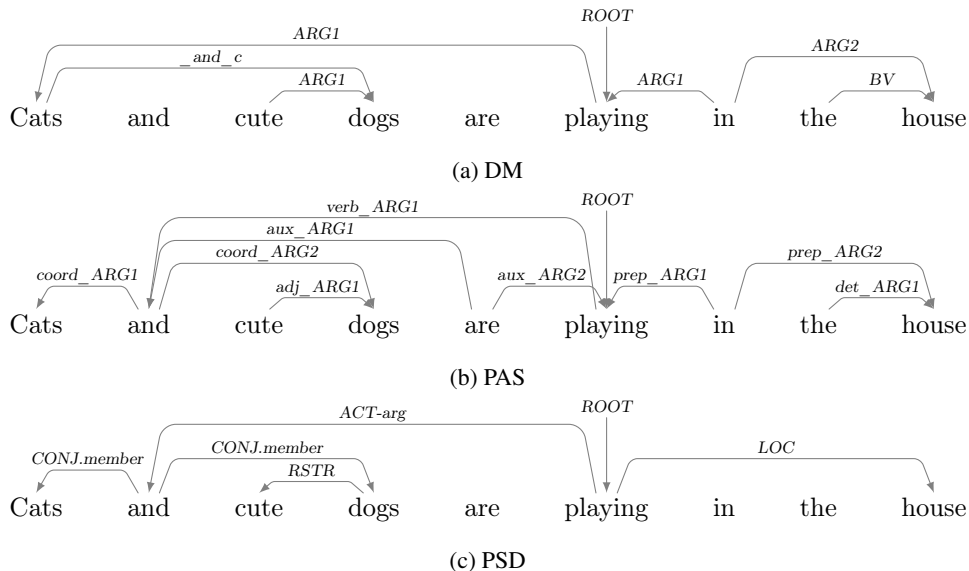 ROOT
ARG1
ARG2
_and_c
ARG1
ARG1
BV
Cats and cute dogs are playing in the house
(a) DM
ROOT
verb_ARG1
aux_ARG1
coord_ARG2
prep_ARG2
coord_ARG1
adj_ARG1
aux_ARG2
prep_ARG1
det_ARG1
Cats and cute dogs are playing in the house
(b) PAS
ROOT
ACT-arg
CONJ.member
CONJ.member
LOC
RSTR
Cats and cute dogs are playing in the house
(c) PSD